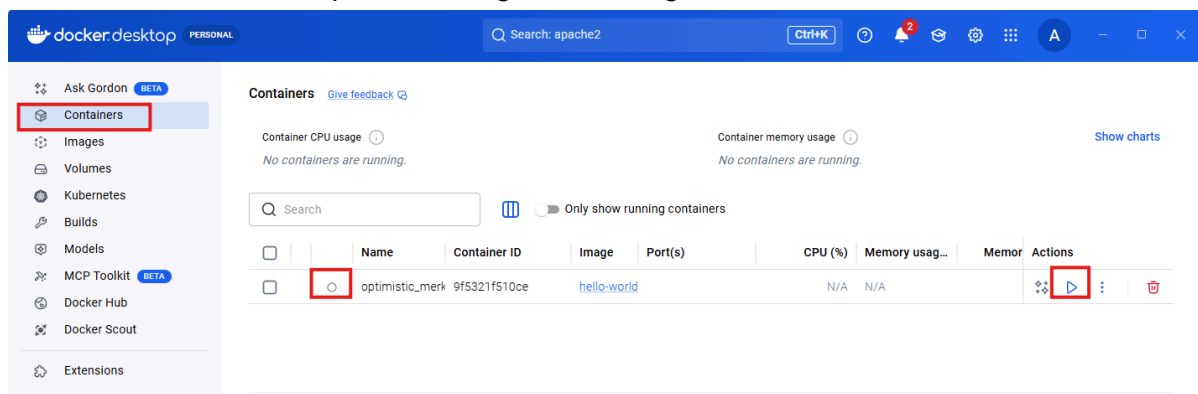 docker.desktop PERSONAL
Search: apache2
Ctrl+K
2
A
Ask Gordon BETA
Containers
Images
Volumes
Kubernetes
Builds
Models
MCP Toolkit BETA
Docker Hub
Docker Scout
Extensions
Containers Give feedback
Container CPU usage
No containers are running.
Container memory usage
No containers are running.
Show charts
Search
Only show running containers
Name Container ID Image Port(s) CPU (%) Memory usag... Memor Actions
optimistic_merk 9f5321f510ce hello-world N/A N/A